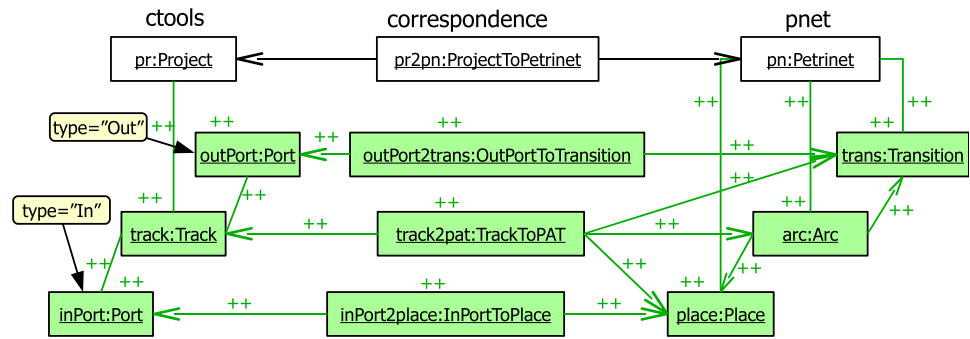 ctools correspondence pnet
pr:Project pr2pn:ProjectToPetrinet pn:Petrinet
++ ++
type=”Out” ++ ++ ++ ++
++ ++
outPort:Port outPort2trans:OutPortToTransition trans:Transition
++ ++ ++
type=”In” ++ ++ ++ ++
track:Track ++ track2pat:TrackToPAT ++ arc:Arc
++ ++ ++
++ ++ ++
++ ++
inPort:Port inPort2place:InPortToPlace place:Place